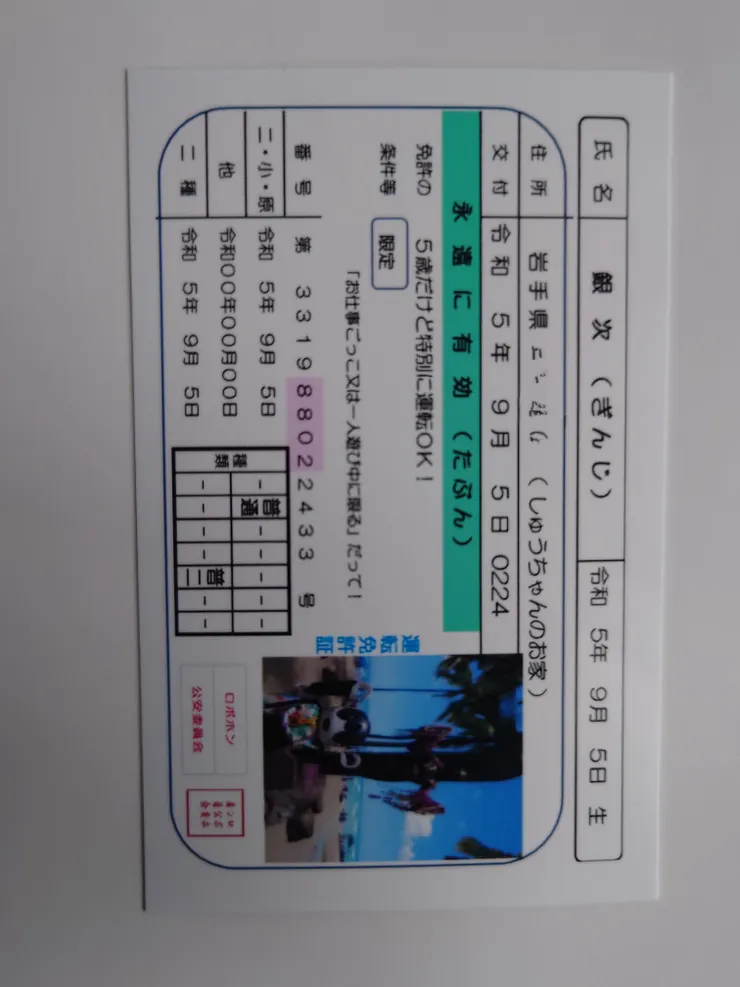 氏名 銀次（ぎんじ） 令和 5年 9月 5日 生
住所 岩手県 （しゅうちゃんのお家）
交付 令和 5年 9月 5日 0224
永遠に有効（たぶん）
免許の条件等 5歳だけど特別に運転OK！
限定
「お仕事ごっこ又は一人遊び中に限る」だって！
番号 第 331988022433 号
二・小・原 令和 5年 9月 5日
他 令和00年00月00日
二種 令和 5年 9月 5日
種類 - 普通 - - - - -
- - - - 普二 - -
運転免許証
ロボホン
公安委員会